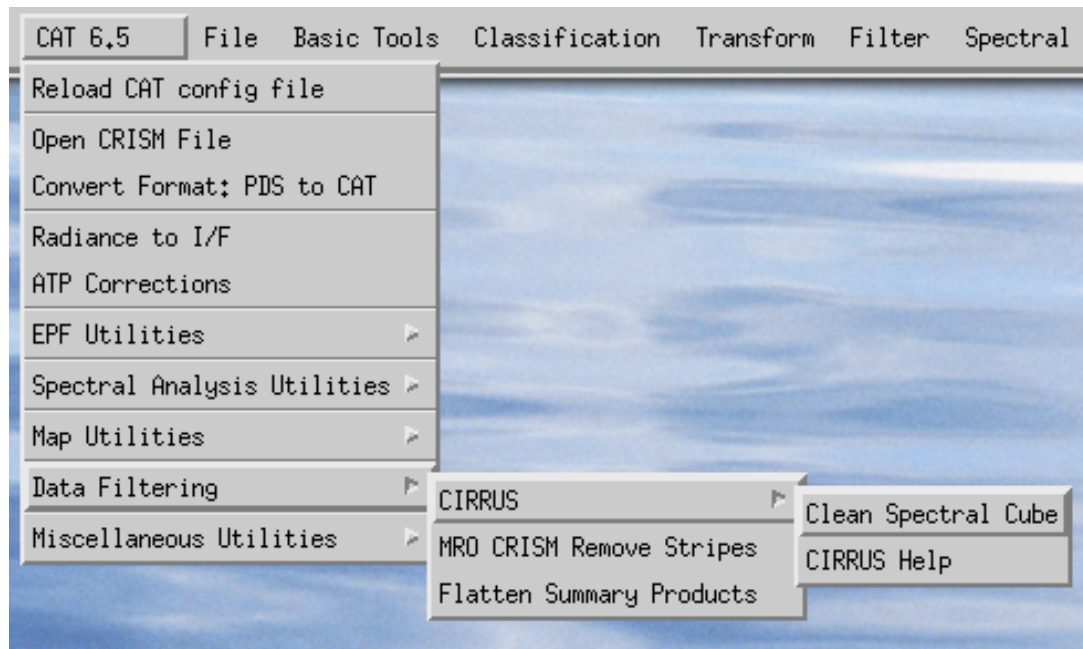 CAT 6.5 File Basic Tools Classification Transform Filter Spectral
Reload CAT config file
Open CRISM File
Convert Format: PDS to CAT
Radiance to I/F
ATP Corrections
EPF Utilities
Spectral Analysis Utilities
Map Utilities
Data Filtering
Miscellaneous Utilities
CIRRUS
MRO CRISM Remove Stripes
Flatten Summary Products
Clean Spectral Cube
CIRRUS Help